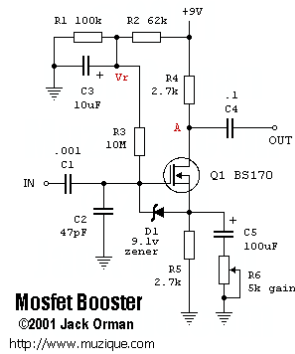 +9V
R1 100k
R2 62k
C3
10uF
Vr
R4
2.7k
A
.1
C4
OUT
R3
10M
.001
C1
IN
Q1 BS170
C2
47pF
D1
9.1v
zener
C5
100uF
R5
2.7k
R6
5k gain
Mosfet Booster
©2001 Jack Orman
http://www.muzique.com